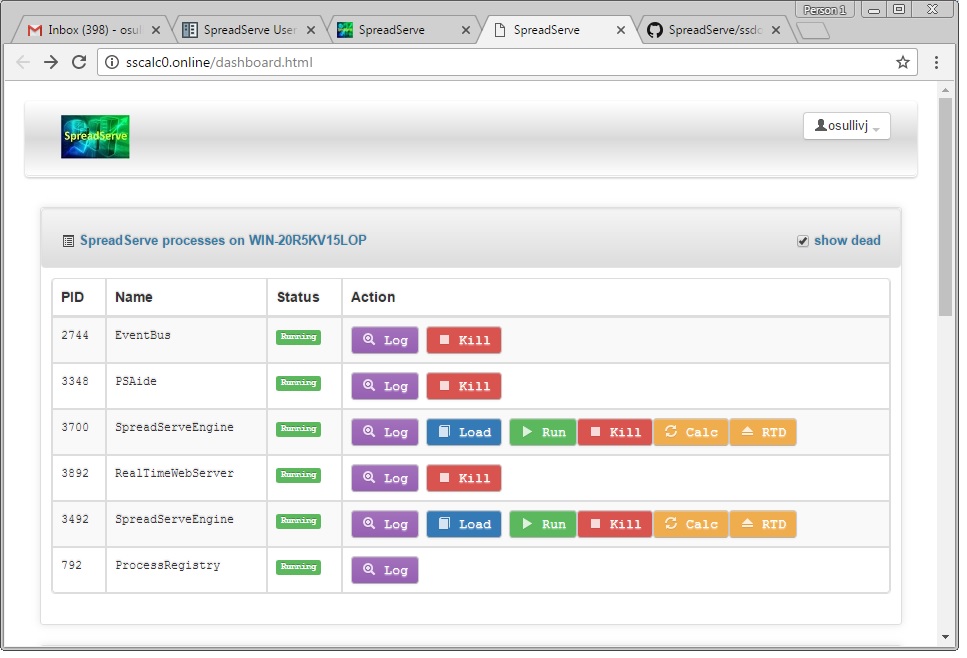 Person 1
Inbox (398) - osul
SpreadServe User
SpreadServe
SpreadServe
SpreadServe/ssdc
sscalc0.online/dashboard.html
SpreadServe
osullivj
SpreadServe processes on WIN-20R5KV15LOP
show dead
PID Name Status Action
2744 EventBus Running Log Kill
3348 PSAide Running Log Kill
3700 SpreadServeEngine Running Log Load Run Kill Calc RTD
3892 RealTimeWebServer Running Log Kill
3492 SpreadServeEngine Running Log Load Run Kill Calc RTD
792 ProcessRegistry Running Log